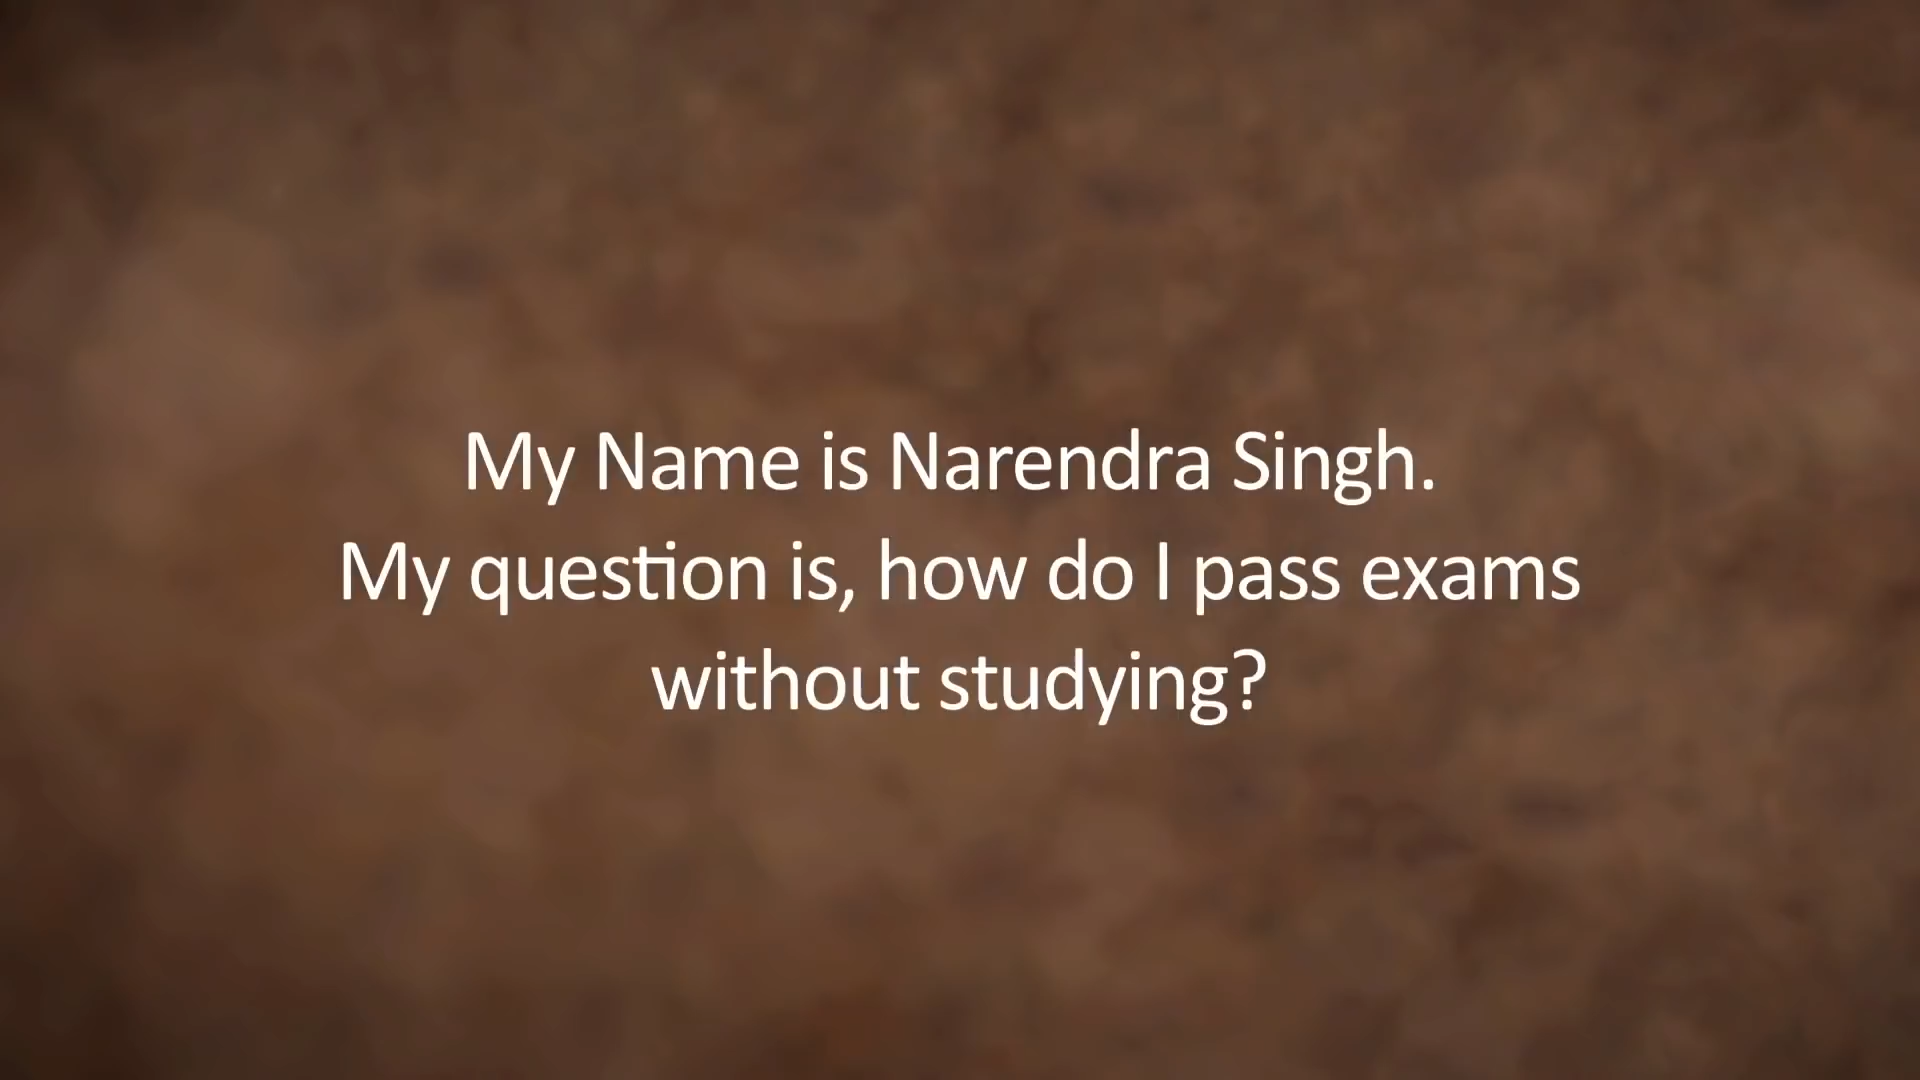 My Name is Narendra Singh.
My question is, how do I pass exams
without studying?